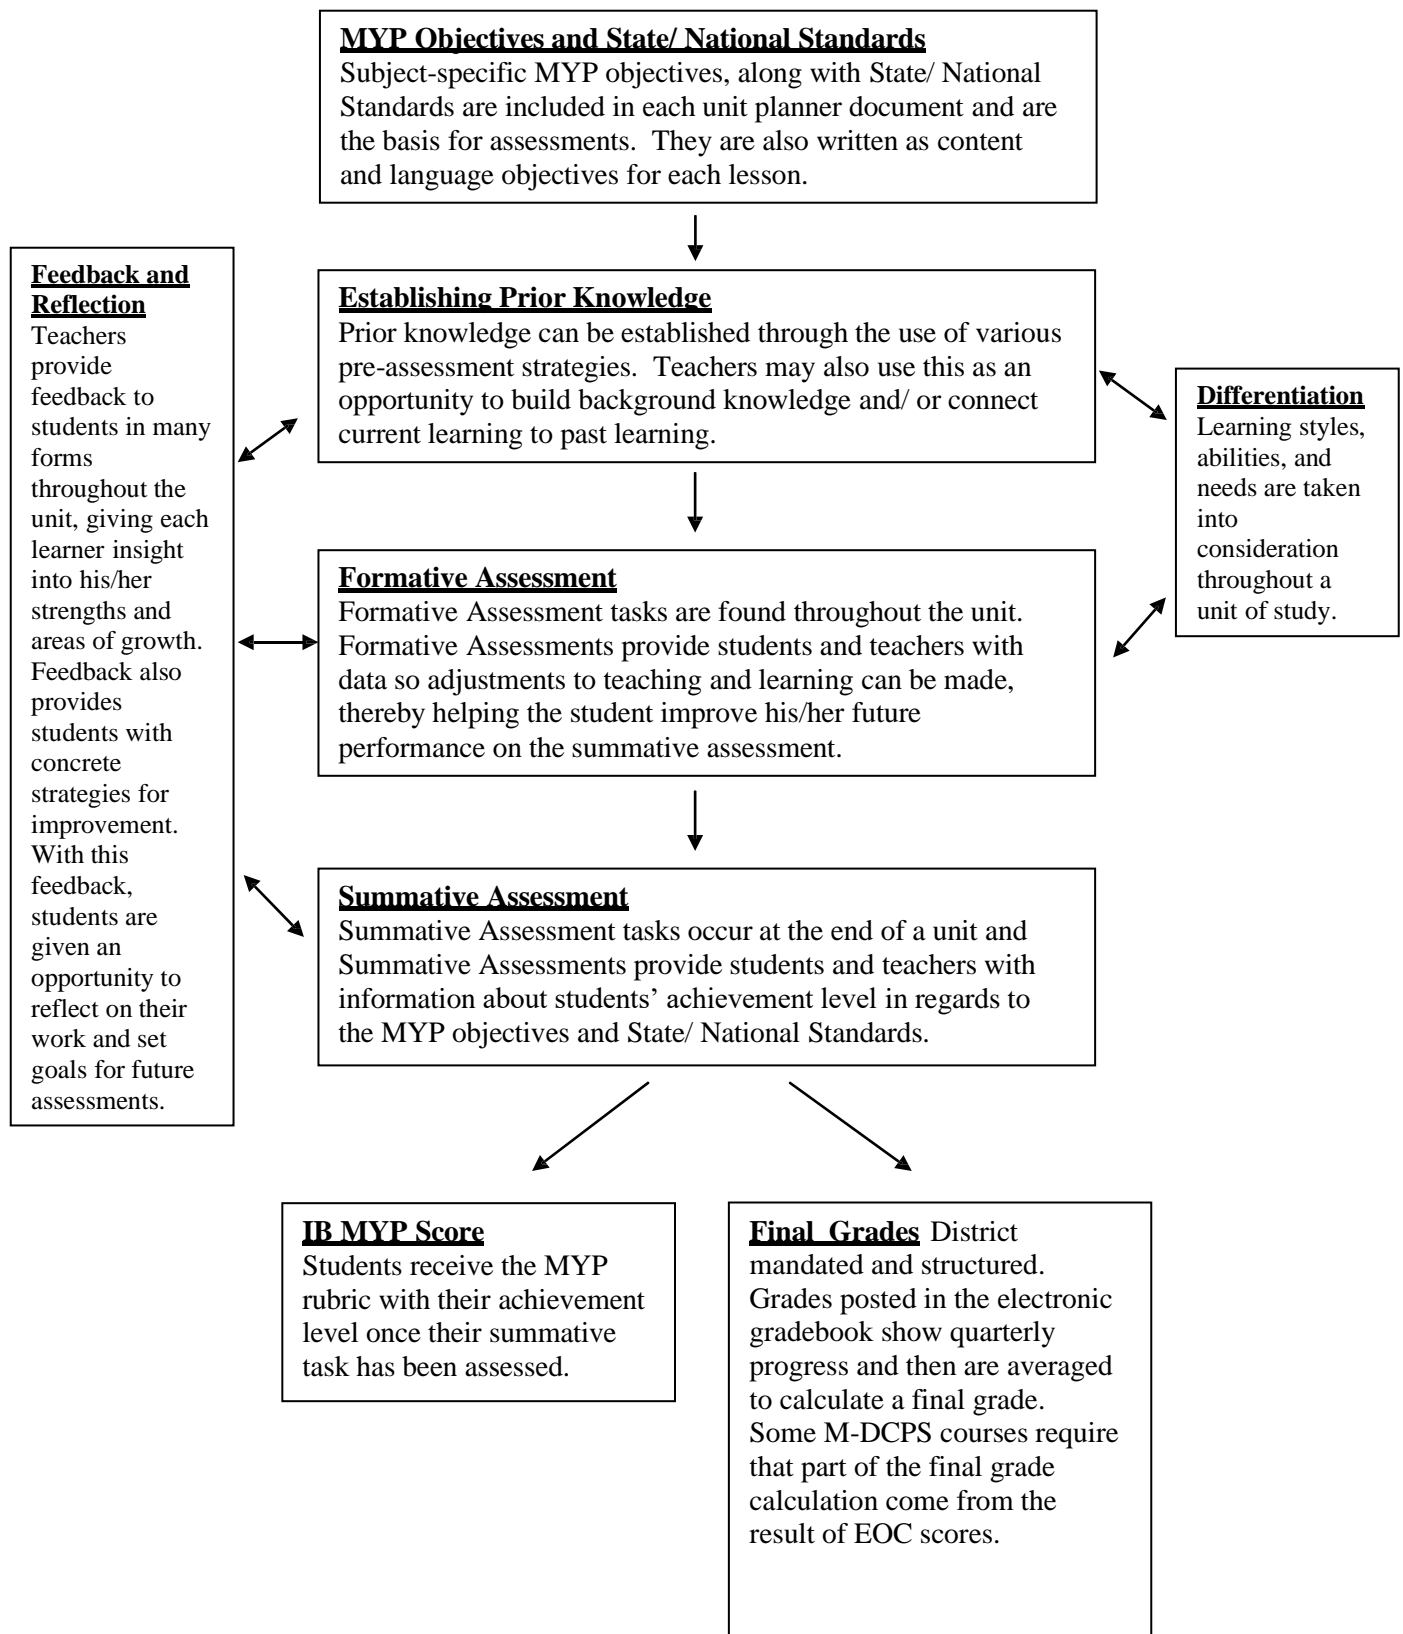 MYP Objectives and State/ National Standards
Subject-specific MYP objectives, along with State/ National
Standards are included in each unit planner document and are
the basis for assessments.  They are also written as content
and language objectives for each lesson.
Feedback and
Reflection
Teachers
provide
feedback to
students in many
forms
throughout the
unit, giving each
learner insight
into his/her
strengths and
areas of growth.
Feedback also
provides
students with
concrete
strategies for
improvement.
With this
feedback,
students are
given an
opportunity to
reflect on their
work and set
goals for future
assessments.
Establishing Prior Knowledge
Prior knowledge can be established through the use of various
pre-assessment strategies.  Teachers may also use this as an
opportunity to build background knowledge and/ or connect
current learning to past learning.
Differentiation
Learning styles,
abilities, and
needs are taken
into
consideration
throughout a
unit of study.
Formative Assessment
Formative Assessment tasks are found throughout the unit.
Formative Assessments provide students and teachers with
data so adjustments to teaching and learning can be made,
thereby helping the student improve his/her future
performance on the summative assessment.
Summative Assessment
Summative Assessment tasks occur at the end of a unit and
Summative Assessments provide students and teachers with
information about students’ achievement level in regards to
the MYP objectives and State/ National Standards.
IB MYP Score
Students receive the MYP
rubric with their achievement
level once their summative
task has been assessed.
Final  Grades  District
mandated and structured.
Grades posted in the electronic
gradebook show quarterly
progress and then are averaged
to calculate a final grade.
Some M-DCPS courses require
that part of the final grade
calculation come from the
result of EOC scores.